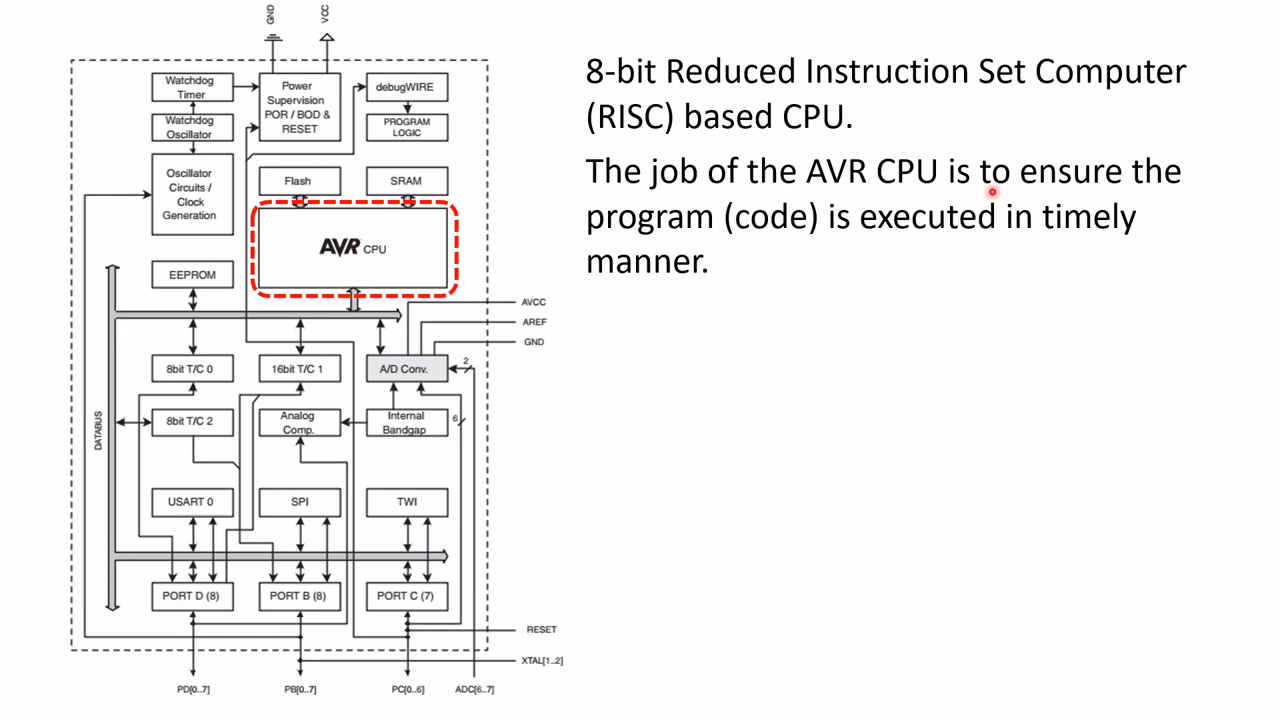 GND
VCC
Watchdog
Timer
Power
Supervision
POR / BOD &
RESET
debugWIRE
Watchdog
Oscillator
PROGRAM
LOGIC
Oscillator
Circuits /
Clock
Generation
Flash
SRAM
AVR CPU
EEPROM
AVCC
AREF
GND
8bit T/C 0
16bit T/C 1
A/D Conv.
2
DATABUS
8bit T/C 2
Analog
Comp.
Internal
Bandgap
6
USART 0
SPI
TWI
PORT D (8)
PORT B (8)
PORT C (7)
RESET
XTAL[1..2]
PD[0..7]
PB[0..7]
PC[0..6]
ADC[6..7]
8-bit Reduced Instruction Set Computer
(RISC) based CPU.
The job of the AVR CPU is to ensure the
program (code) is executed in timely
manner.